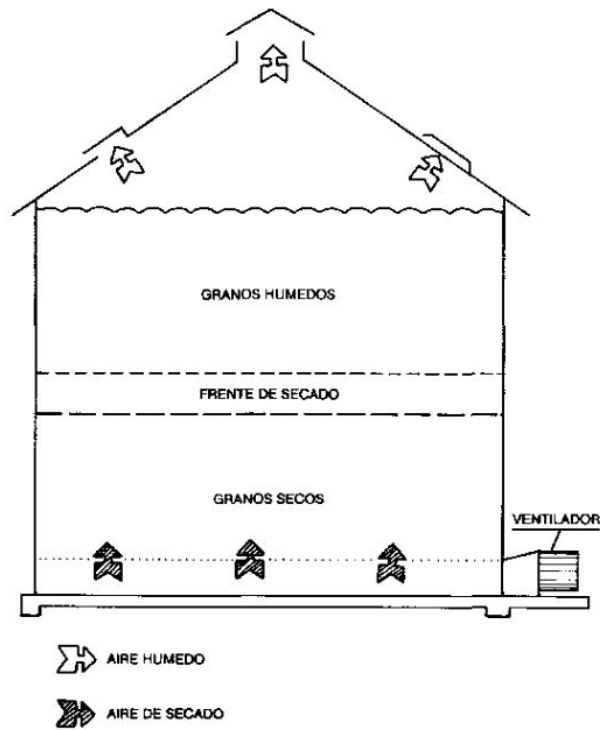 GRANOS HUMEDOS
FRENTE DE SECADO
GRANOS SECOS
VENTILADOR
AIRE HUMEDO
AIRE DE SECADO